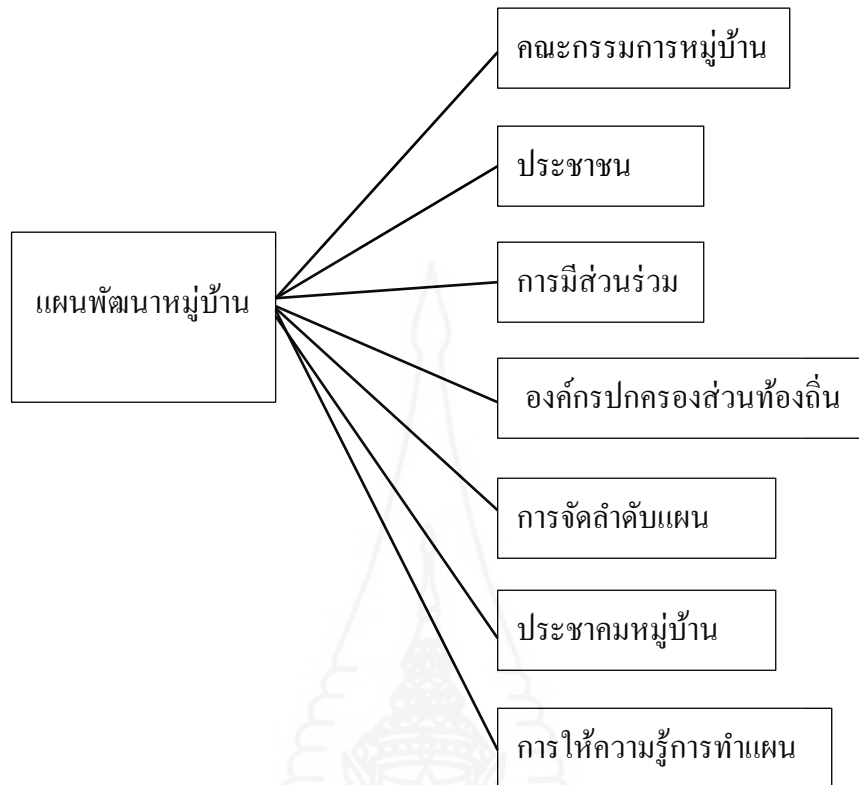 คณะกรรมการหมู่บ้าน
ประชาชน
แผนพัฒนาหมู่บ้าน
การมีส่วนร่วม
องค์กรปกครองส่วนท้องถิ่น
การจัดลำดับแผน
ประชาคมหมู่บ้าน
การให้ความรู้การทำแผน